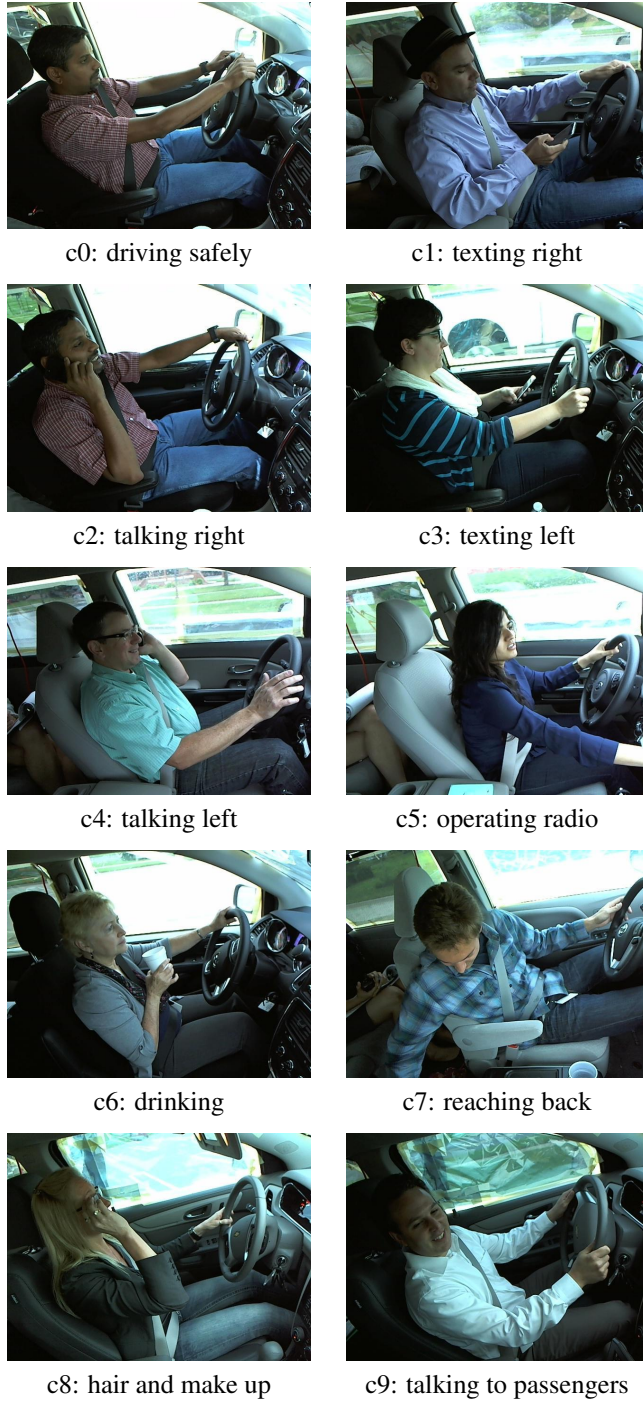 c0: driving safely
c1: texting right
c2: talking right
c3: texting left
c4: talking left
c5: operating radio
c6: drinking
c7: reaching back
c8: hair and make up
c9: talking to passengers